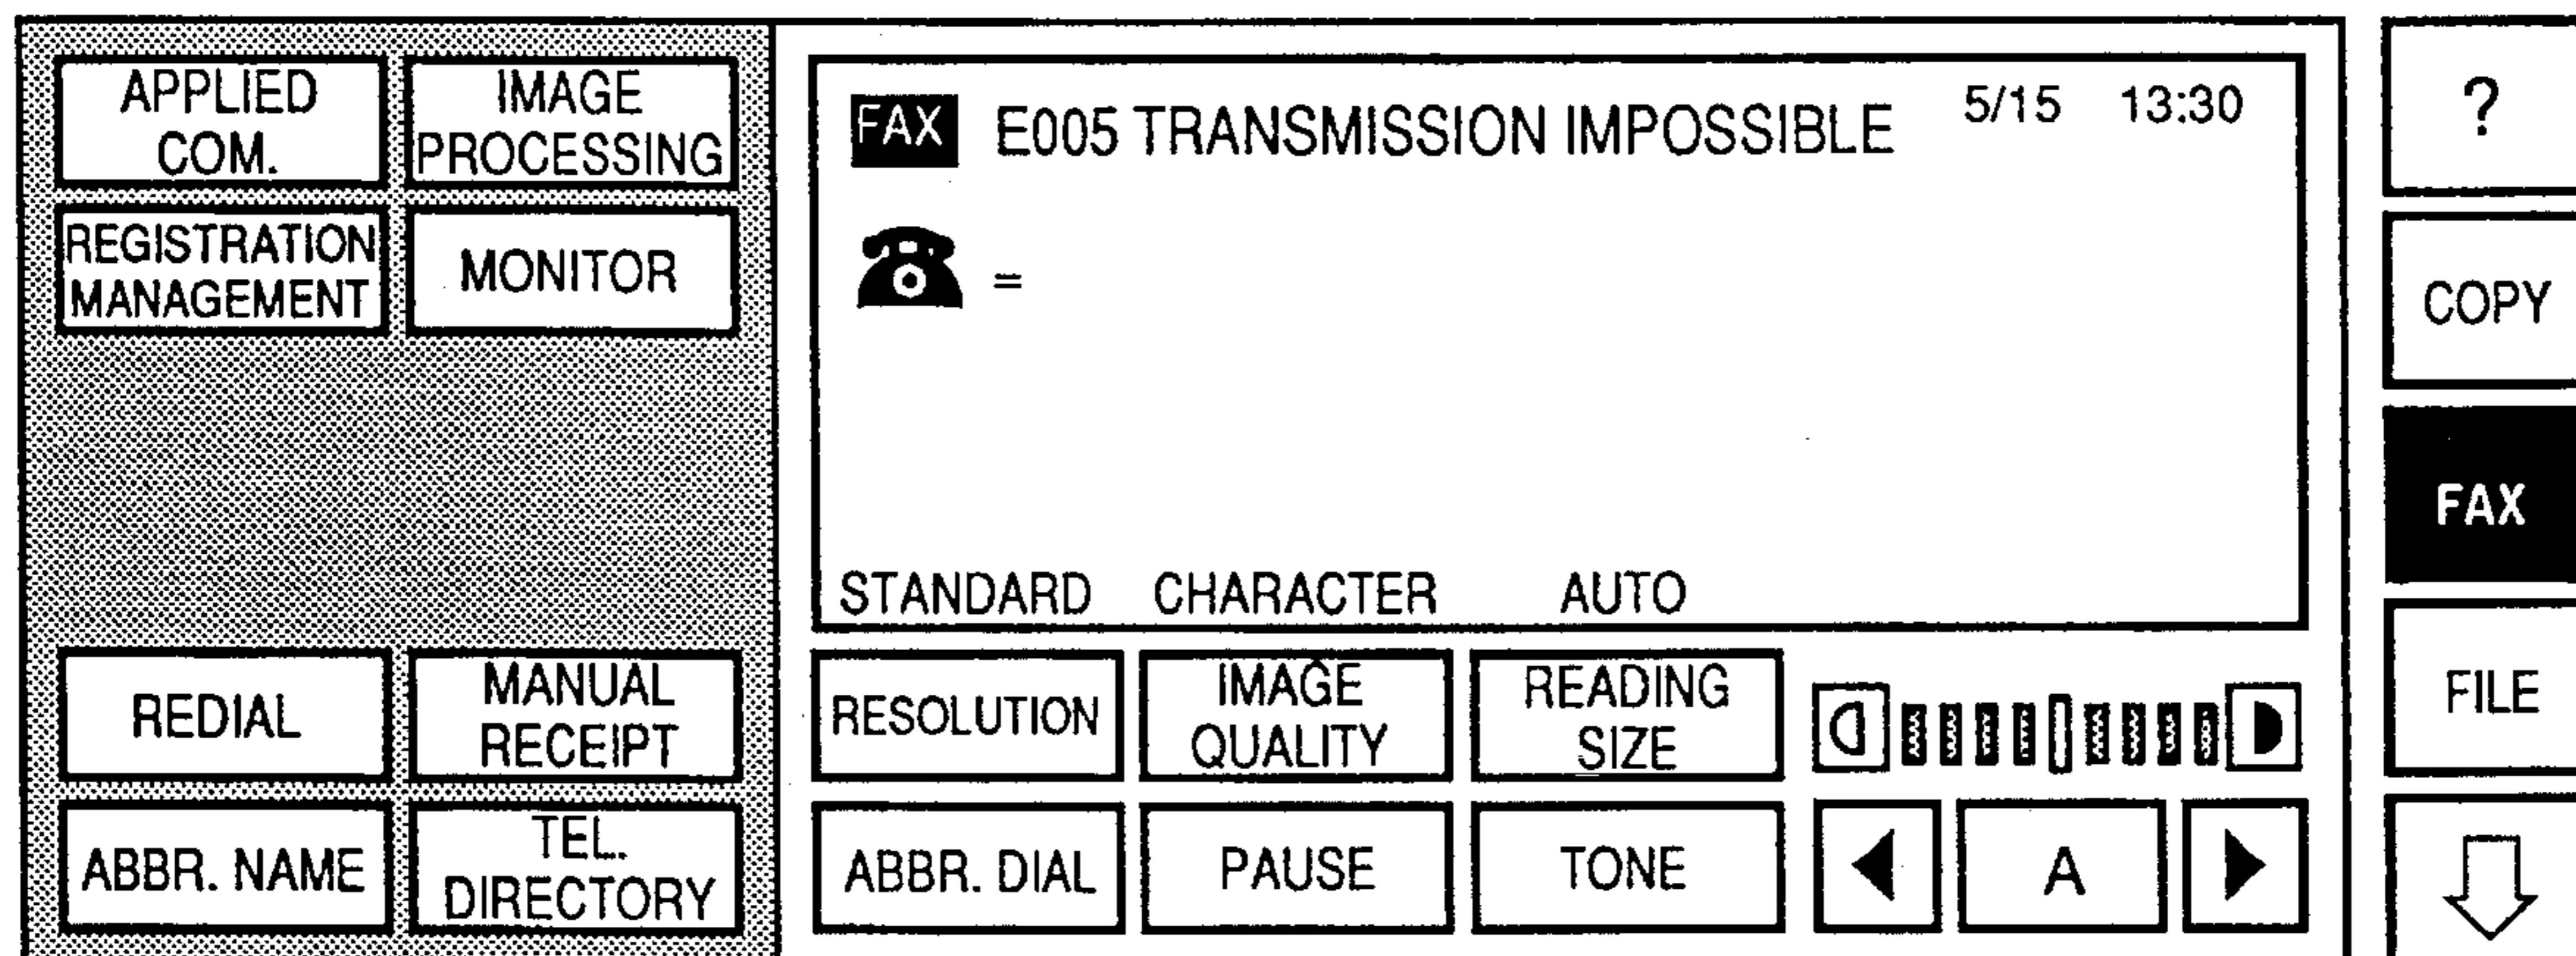 APPLIED
COM.
IMAGE
PROCESSING
REGISTRATION
MANAGEMENT
MONITOR
REDIAL
MANUAL
RECEIPT
ABBR. NAME
TEL.
DIRECTORY
FAX E005 TRANSMISSION IMPOSSIBLE 5/15 13:30
=
STANDARD CHARACTER AUTO
RESOLUTION
IMAGE
QUALITY
READING
SIZE
ABBR. DIAL
PAUSE
TONE
A
?
COPY
FAX
FILE